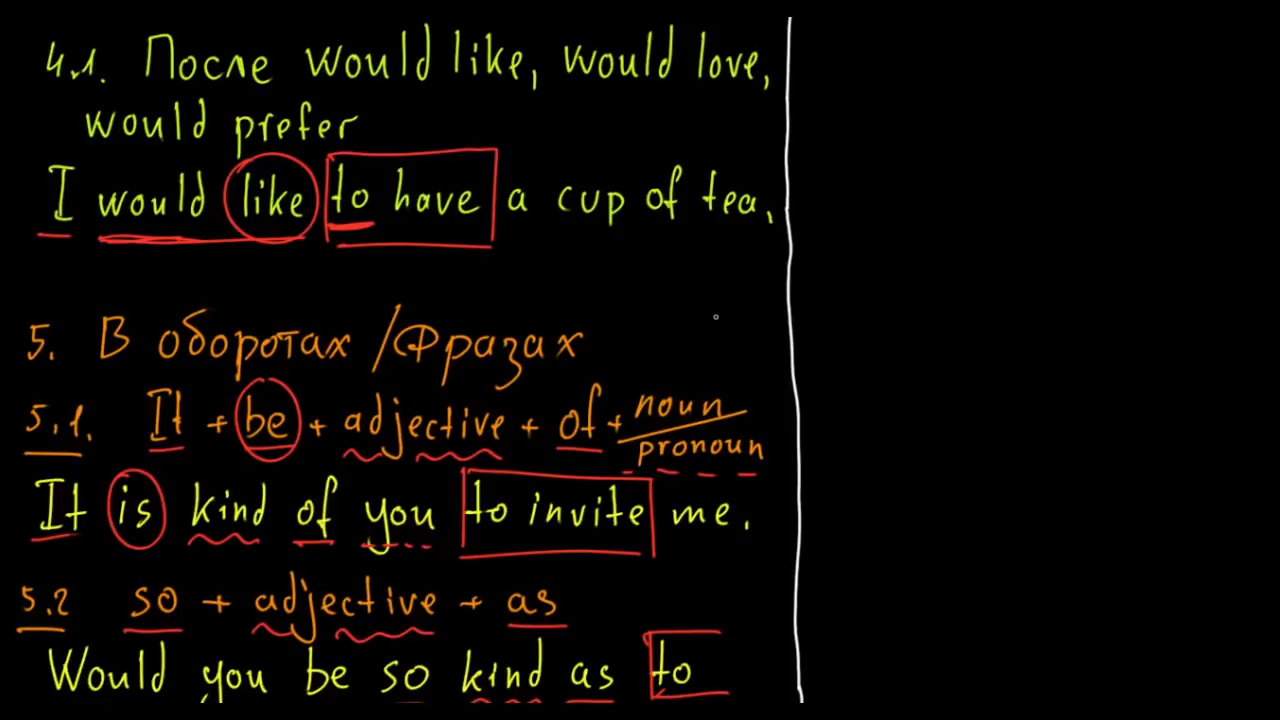 4.1. После would like, would love,
would prefer
I would like to have a cup of tea.
5. В оборотах /Фразах
5.1. It + be + adjective + of + noun/pronoun
It is kind of you to invite me.
5.2 so + adjective + as
Would you be so kind as to